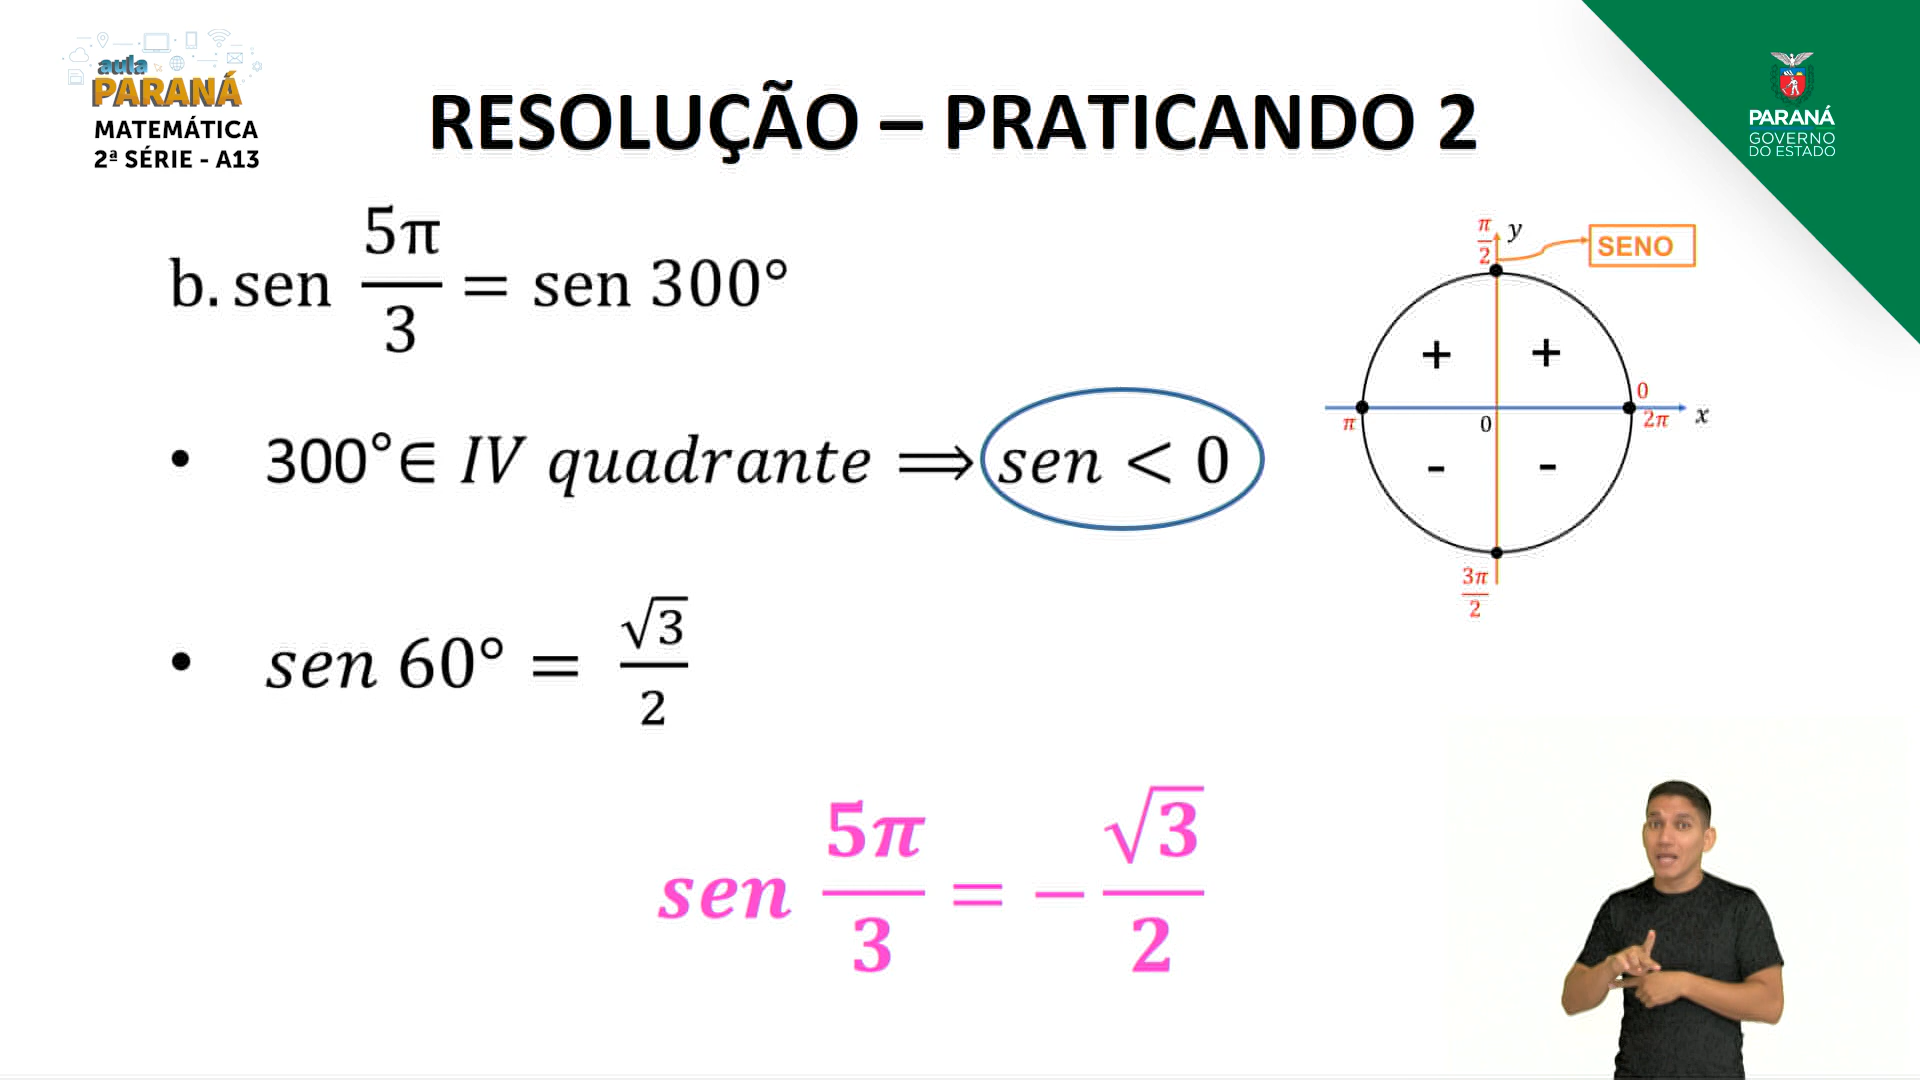 aula
PARANÁ
MATEMÁTICA
2ª SÉRIE - A13
RESOLUÇÃO – PRATICANDO 2
PARANÁ
GOVERNO
DO ESTADO
b. sen 5π/3 = sen 300°
• 300°∈ IV quadrante ⟹ sen < 0
• sen 60° = √3/2
sen 5π/3 = − √3/2
π/2 y
SENO
+ +
π 0 0 2π x
- -
3π/2